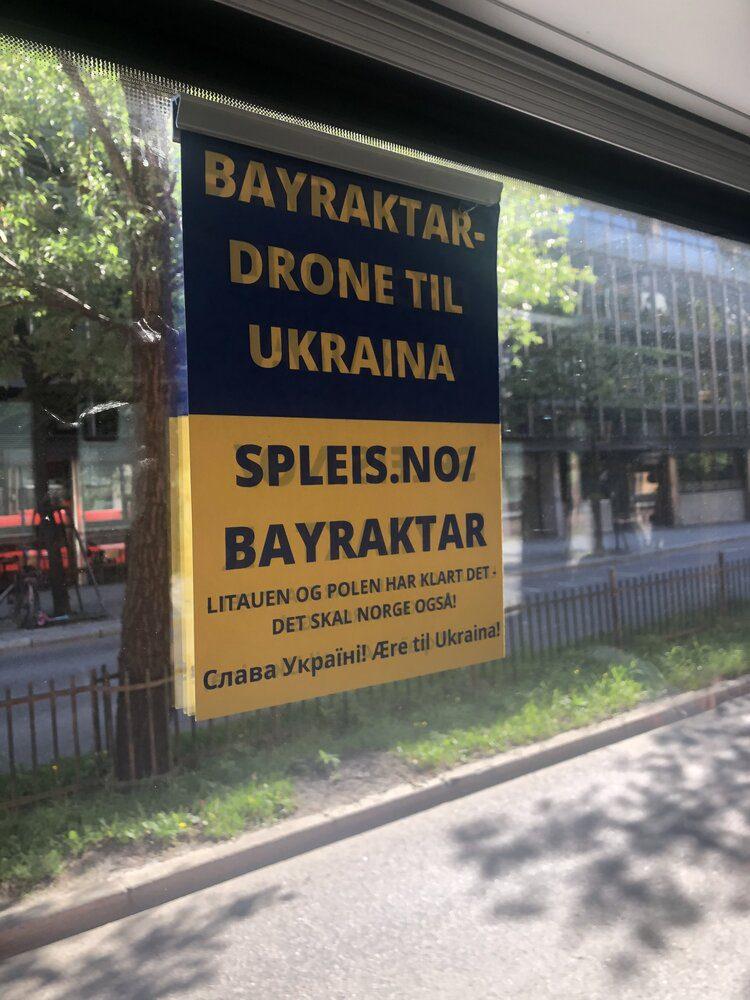 BAYRAKTAR-
DRONE TIL
UKRAINA
SPLEIS.NO/
BAYRAKTAR
LITAUEN OG POLEN HAR KLART DET -
DET SKAL NORGE OGSÅ!
Слава Україні! Ære til Ukraina!